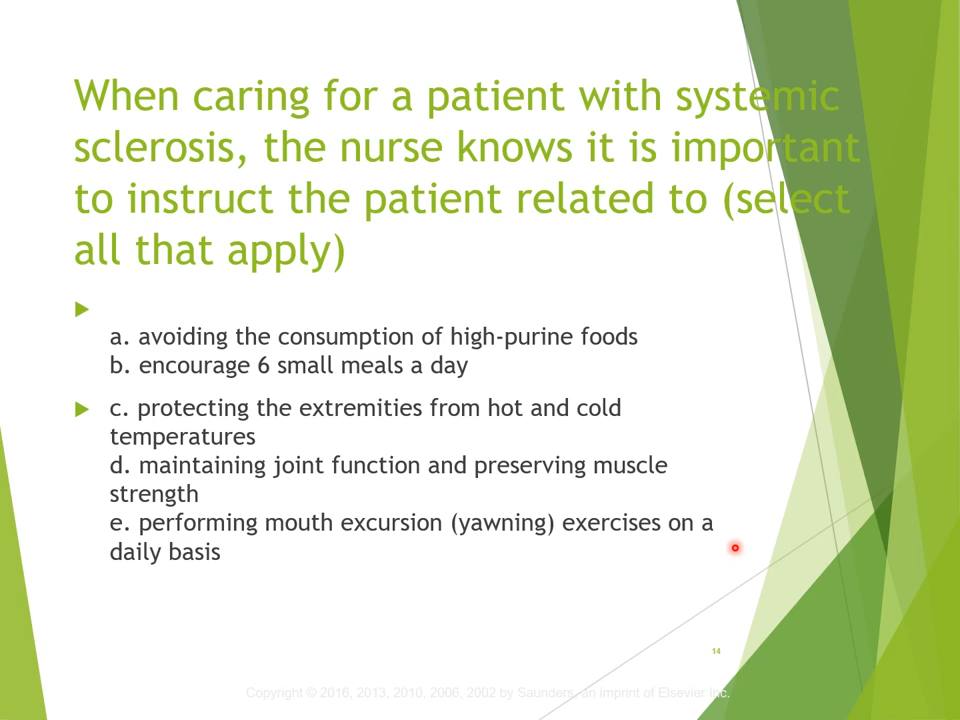 When caring for a patient with systemic
sclerosis, the nurse knows it is important
to instruct the patient related to (select
all that apply)
a. avoiding the consumption of high-purine foods
b. encourage 6 small meals a day
c. protecting the extremities from hot and cold
temperatures
d. maintaining joint function and preserving muscle
strength
e. performing mouth excursion (yawning) exercises on a
daily basis
14
Copyright © 2016, 2013, 2010, 2006, 2002 by Saunders, an imprint of Elsevier Inc.